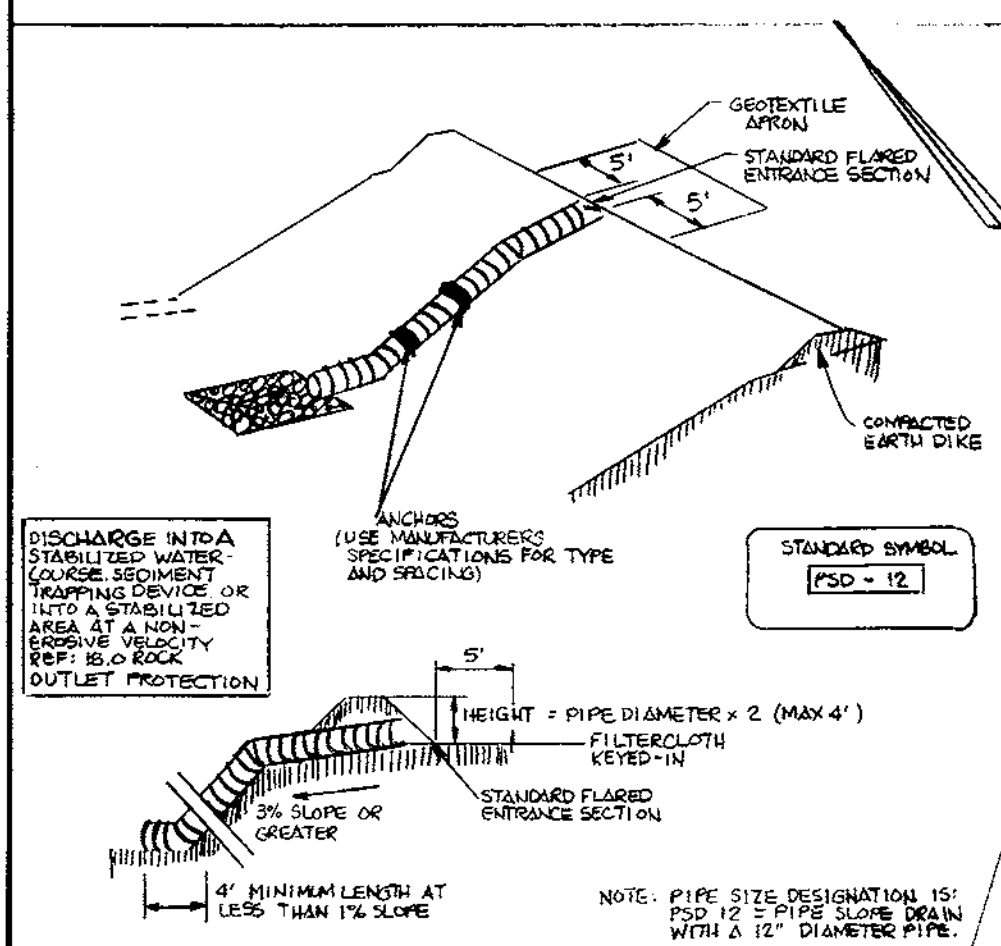 GEOTEXTILE
APRON
STANDARD FLARED
ENTRANCE SECTION
5'
5'
COMPACTED
EARTH DIKE
ANCHORS
(USE MANUFACTURERS
SPECIFICATIONS FOR TYPE
AND SPACING)
DISCHARGE INTO A
STABILIZED WATER-
COURSE, SEDIMENT
TRAPPING DEVICE, OR
INTO A STABILIZED
AREA AT A NON-
EROSIVE VELOCITY
REF: 18.0 ROCK
OUTLET PROTECTION
STANDARD SYMBOL
PSD - 12
5'
HEIGHT = PIPE DIAMETER x 2 (MAX 4')
FILTERCLOTH
KEYED-IN
STANDARD FLARED
ENTRANCE SECTION
3% SLOPE OR
GREATER
4' MINIMUM LENGTH AT
LESS THAN 1% SLOPE
NOTE: PIPE SIZE DESIGNATION IS:
PSD 12 = PIPE SLOPE DRAIN
WITH A 12" DIAMETER PIPE.